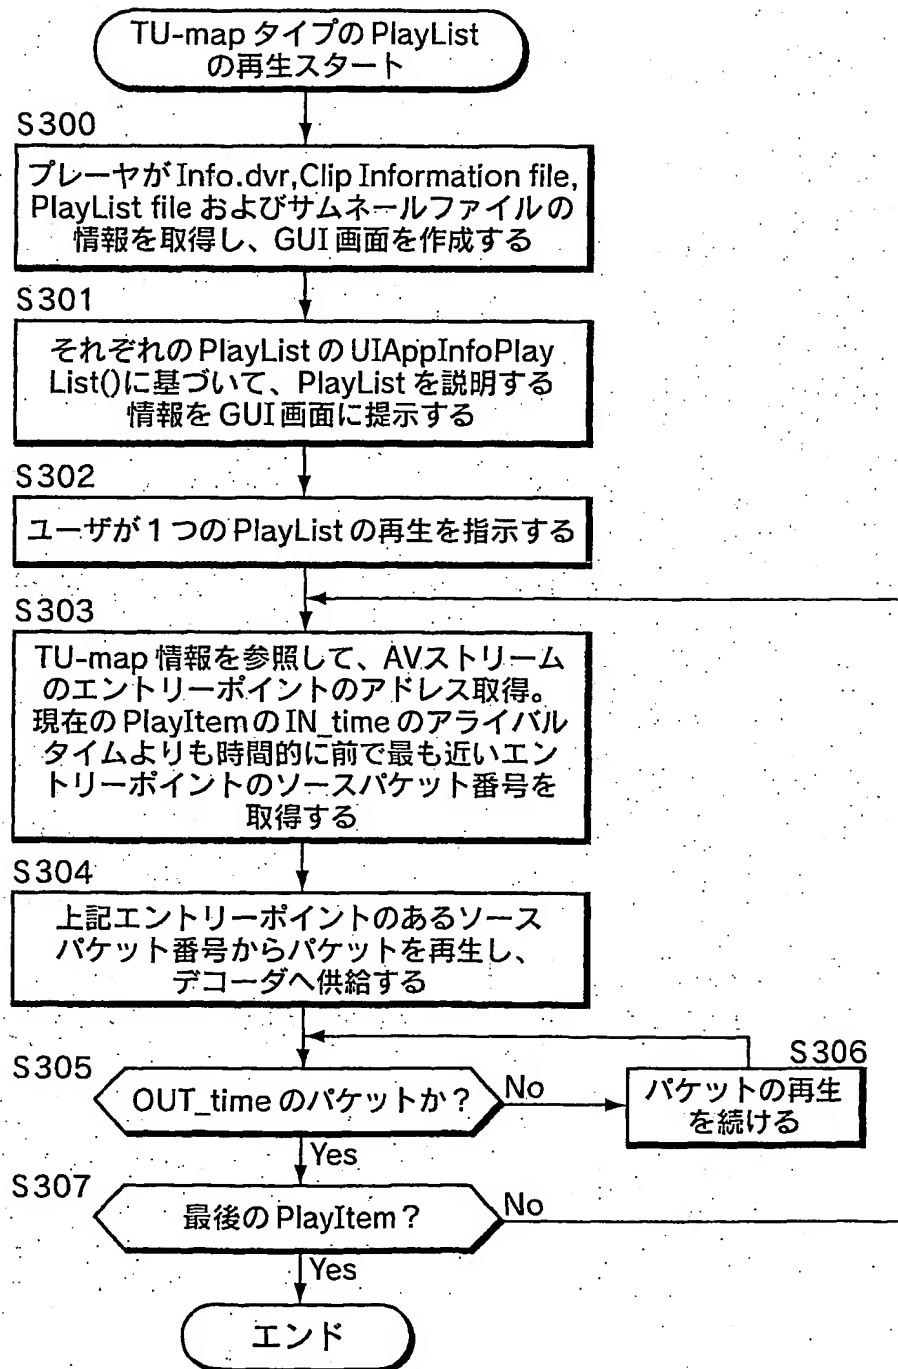 TU-map タイプの PlayList
の再生スタート
S300
プレーヤが Info.dvr,Clip Information file,
PlayList file およびサムネールファイルの
情報を取得し、GUI 画面を作成する
S301
それぞれの PlayList の UIAppInfoPlay
List()に基づいて、PlayList を説明する
情報を GUI 画面に提示する
S302
ユーザが 1 つの PlayList の再生を指示する
S303
TU-map 情報を参照して、AVストリーム
のエントリーポイントのアドレス取得。
現在の PlayItem の IN_time のアライバル
タイムよりも時間的に前で最も近いエン
トリーポイントのソースパケット番号を
取得する
S304
上記エントリーポイントのあるソース
パケット番号からパケットを再生し、
デコーダへ供給する
S305
OUT_time のパケットか？
No
S306
パケットの再生
を続ける
Yes
S307
最後の PlayItem？
No
Yes
エンド